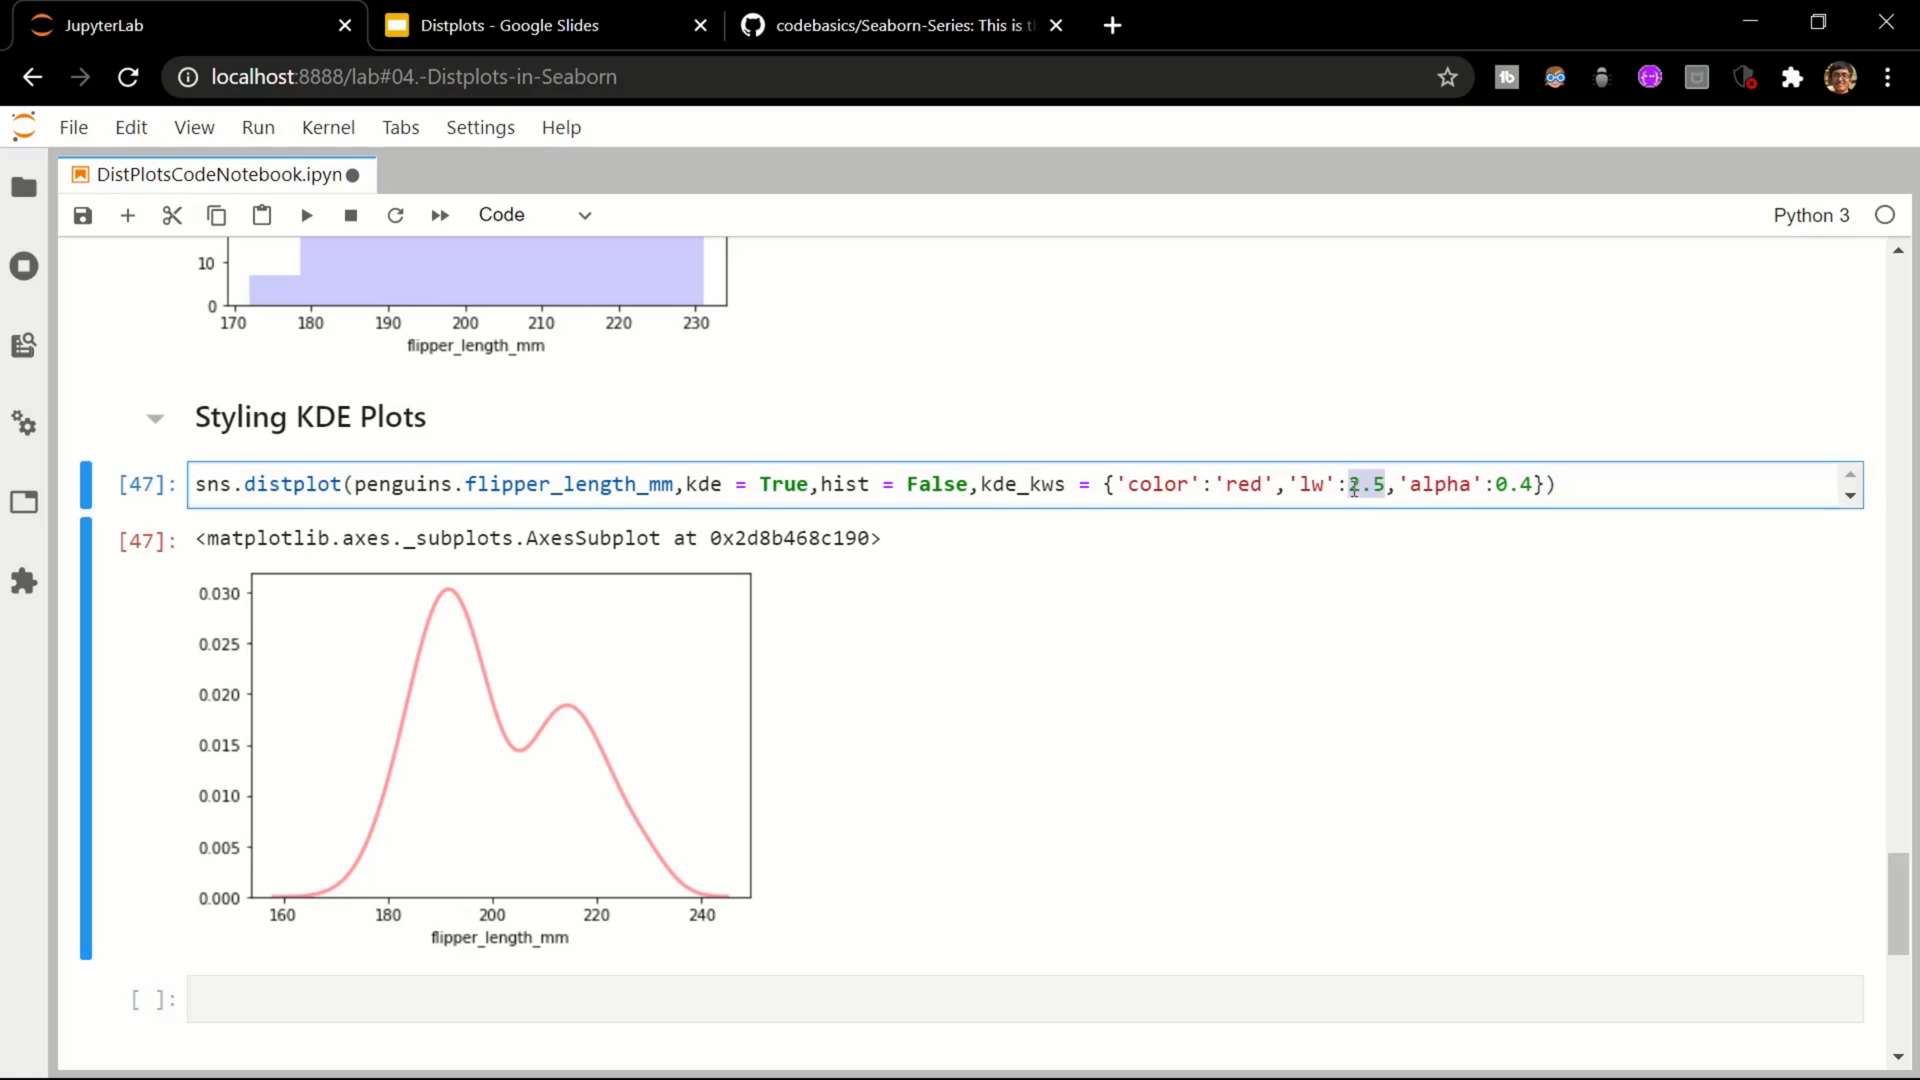 JupyterLab
Distplots - Google Slides
codebasics/Seaborn-Series: This is t
localhost:8888/lab#04.-Distplots-in-Seaborn
File Edit View Run Kernel Tabs Settings Help
DistPlotsCodeNotebook.ipyn
Code
Python 3
10
0
170 180 190 200 210 220 230
flipper_length_mm
Styling KDE Plots
[47]: sns.distplot(penguins.flipper_length_mm,kde = True,hist = False,kde_kws = {'color':'red','lw':2.5,'alpha':0.4})
[47]: <matplotlib.axes._subplots.AxesSubplot at 0x2d8b468c190>
0.030
0.025
0.020
0.015
0.010
0.005
0.000
160 180 200 220 240
flipper_length_mm
[ ]: